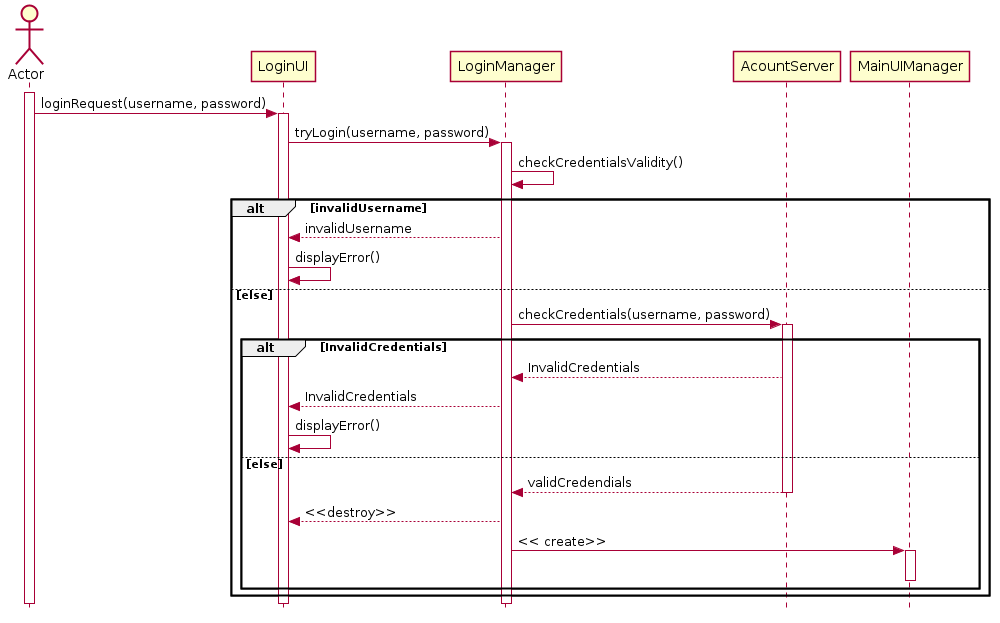 Actor
LoginUI
LoginManager
AcountServer
MainUIManager
loginRequest(username, password)
tryLogin(username, password)
checkCredentialsValidity()
alt [invalidUsername]
invalidUsername
displayError()
[else]
checkCredentials(username, password)
alt [InvalidCredentials]
InvalidCredentials
InvalidCredentials
displayError()
[else]
validCredendials
<<destroy>>
<< create>>